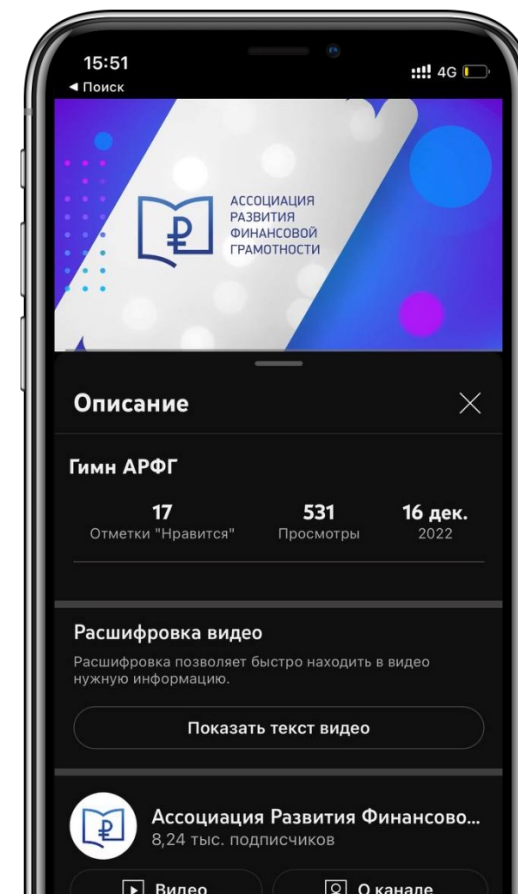 15:51
4G
◀ Поиск
АССОЦИАЦИЯ
РАЗВИТИЯ
ФИНАНСОВОЙ
ГРАМОТНОСТИ
Описание
Гимн АРФГ
17 531 16 дек.
Отметки "Нравится" Просмотры 2022
Расшифровка видео
Расшифровка позволяет быстро находить в видео
нужную информацию.
Показать текст видео
Ассоциация Развития Финансово...
8,24 тыс. подписчиков
Видео О канале